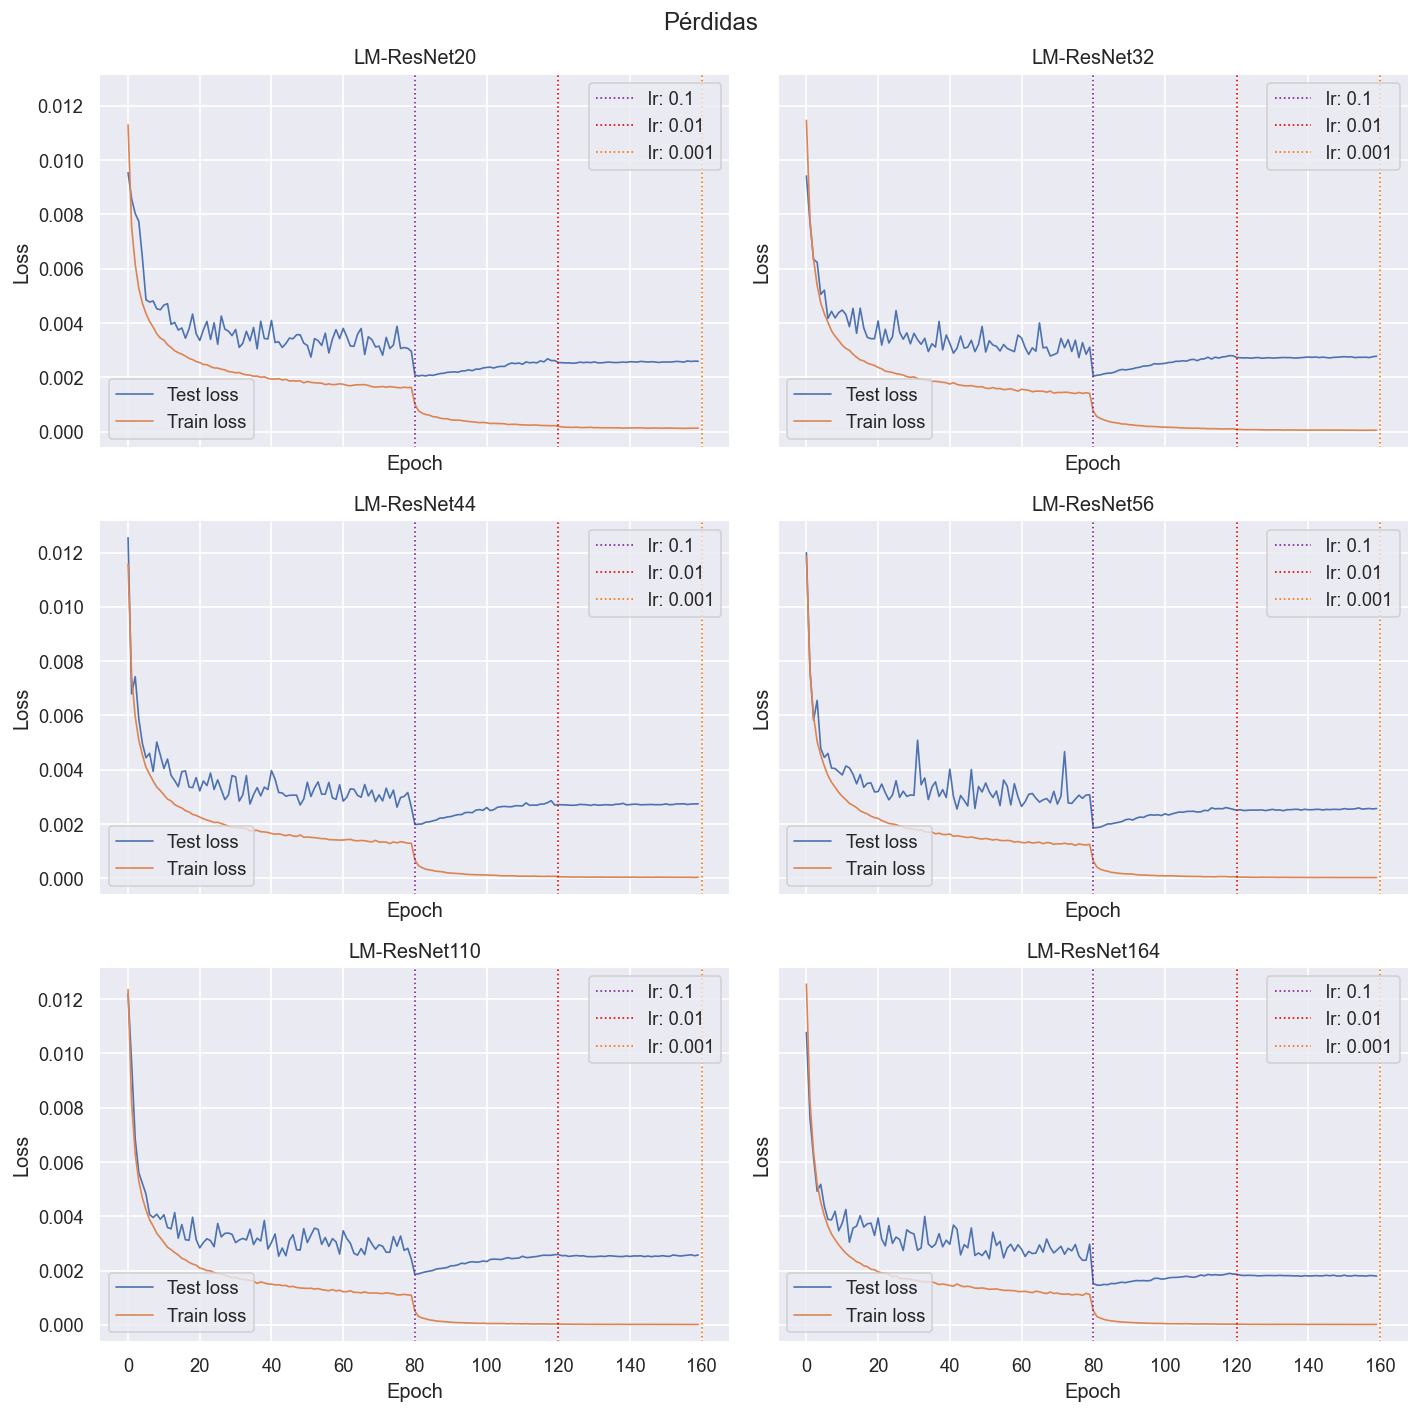 Pérdidas
LM-ResNet20
LM-ResNet32
lr: 0.1
lr: 0.01
lr: 0.001
lr: 0.1
lr: 0.01
lr: 0.001
0.012
0.010
0.008
0.006
0.004
0.002
0.000
Loss
Loss
Test loss
Train loss
Test loss
Train loss
Epoch
Epoch
LM-ResNet44
LM-ResNet56
lr: 0.1
lr: 0.01
lr: 0.001
lr: 0.1
lr: 0.01
lr: 0.001
0.012
0.010
0.008
0.006
0.004
0.002
0.000
Loss
Loss
Test loss
Train loss
Test loss
Train loss
Epoch
Epoch
LM-ResNet110
LM-ResNet164
lr: 0.1
lr: 0.01
lr: 0.001
lr: 0.1
lr: 0.01
lr: 0.001
0.012
0.010
0.008
0.006
0.004
0.002
0.000
Loss
Loss
Test loss
Train loss
Test loss
Train loss
0 20 40 60 80 100 120 140 160
0 20 40 60 80 100 120 140 160
Epoch
Epoch